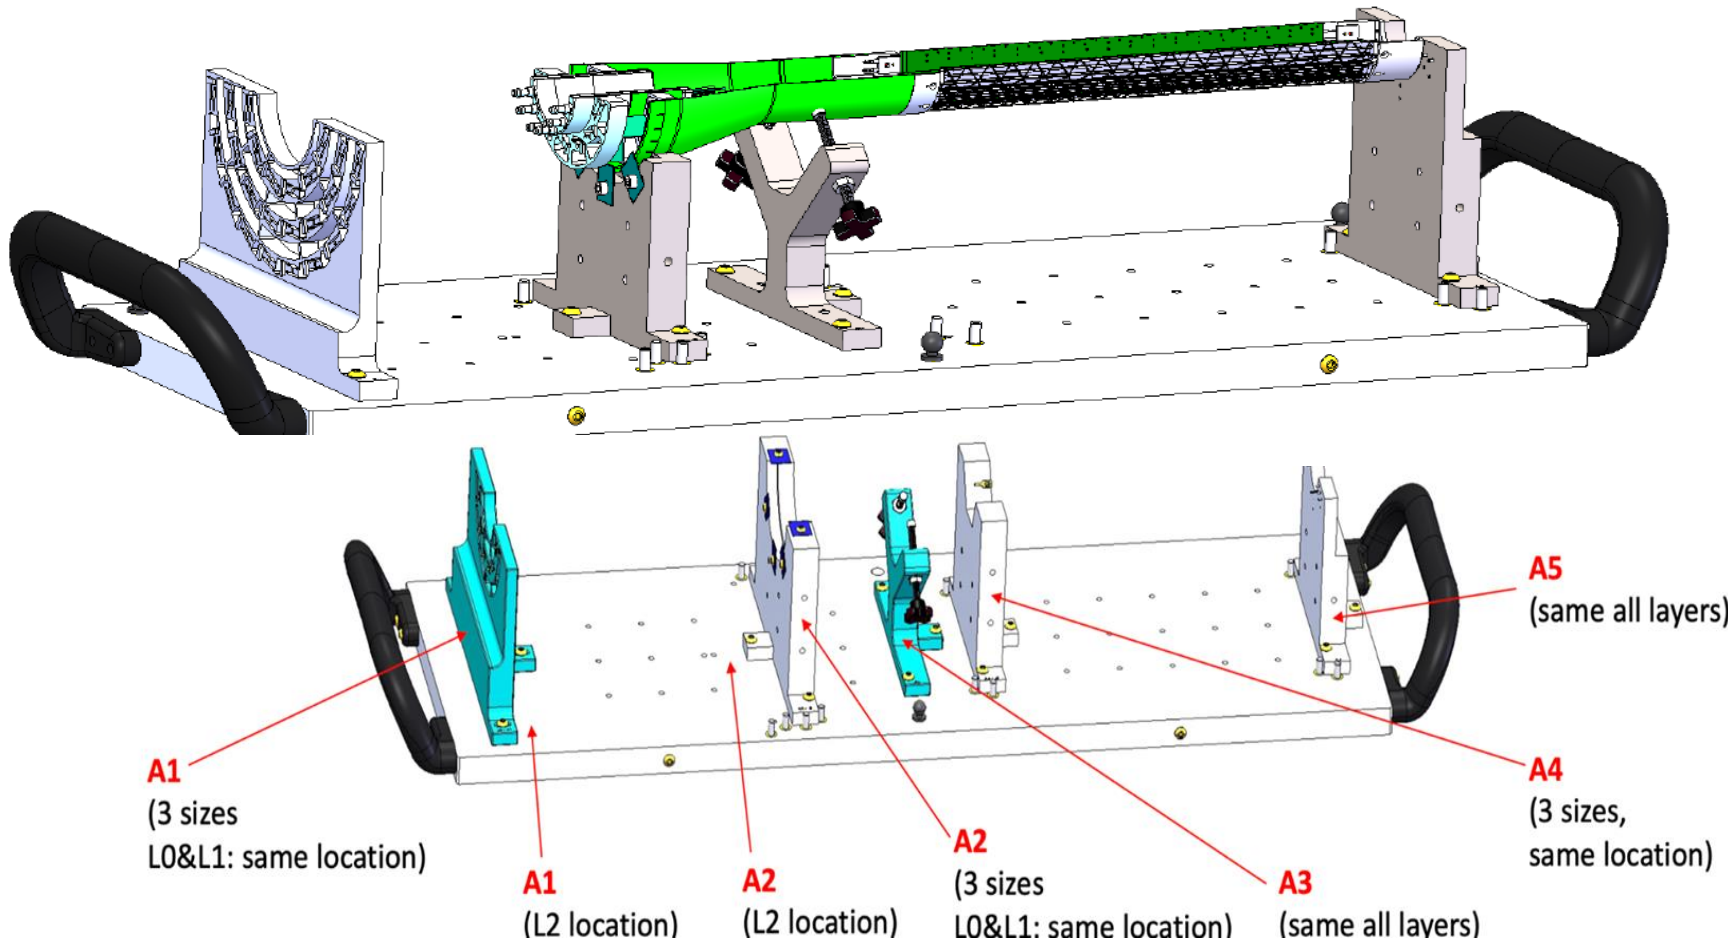 A5
(same all layers)
A1
(3 sizes
L0&L1: same location)
A4
(3 sizes,
same location)
A1
(L2 location)
A2
(L2 location)
A2
(3 sizes
L0&L1: same location)
A3
(same all layers)